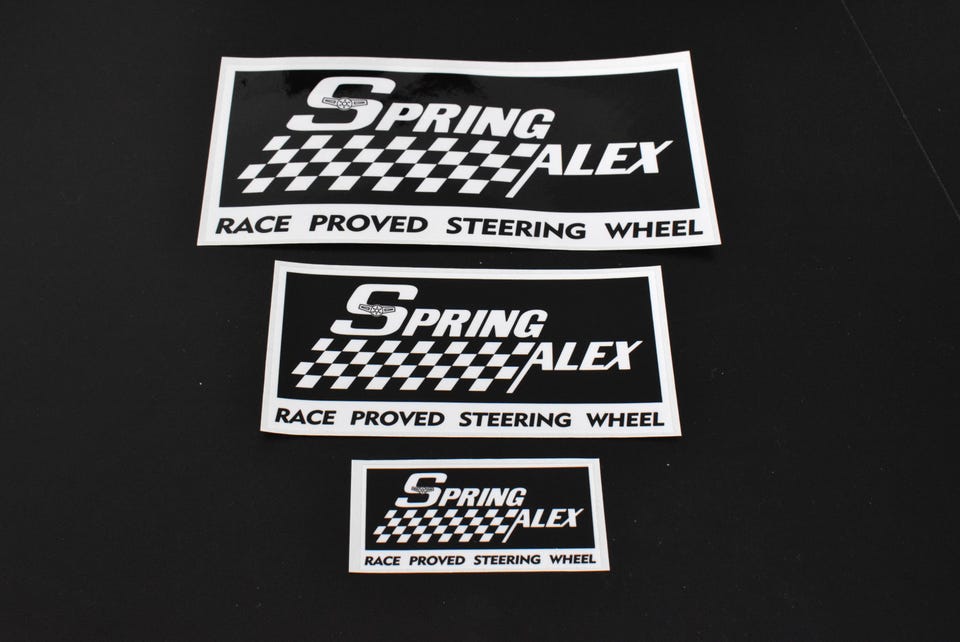 SPRING
ALEX
RACE PROVED STEERING WHEEL
SPRING
ALEX
RACE PROVED STEERING WHEEL
SPRING
ALEX
RACE PROVED STEERING WHEEL